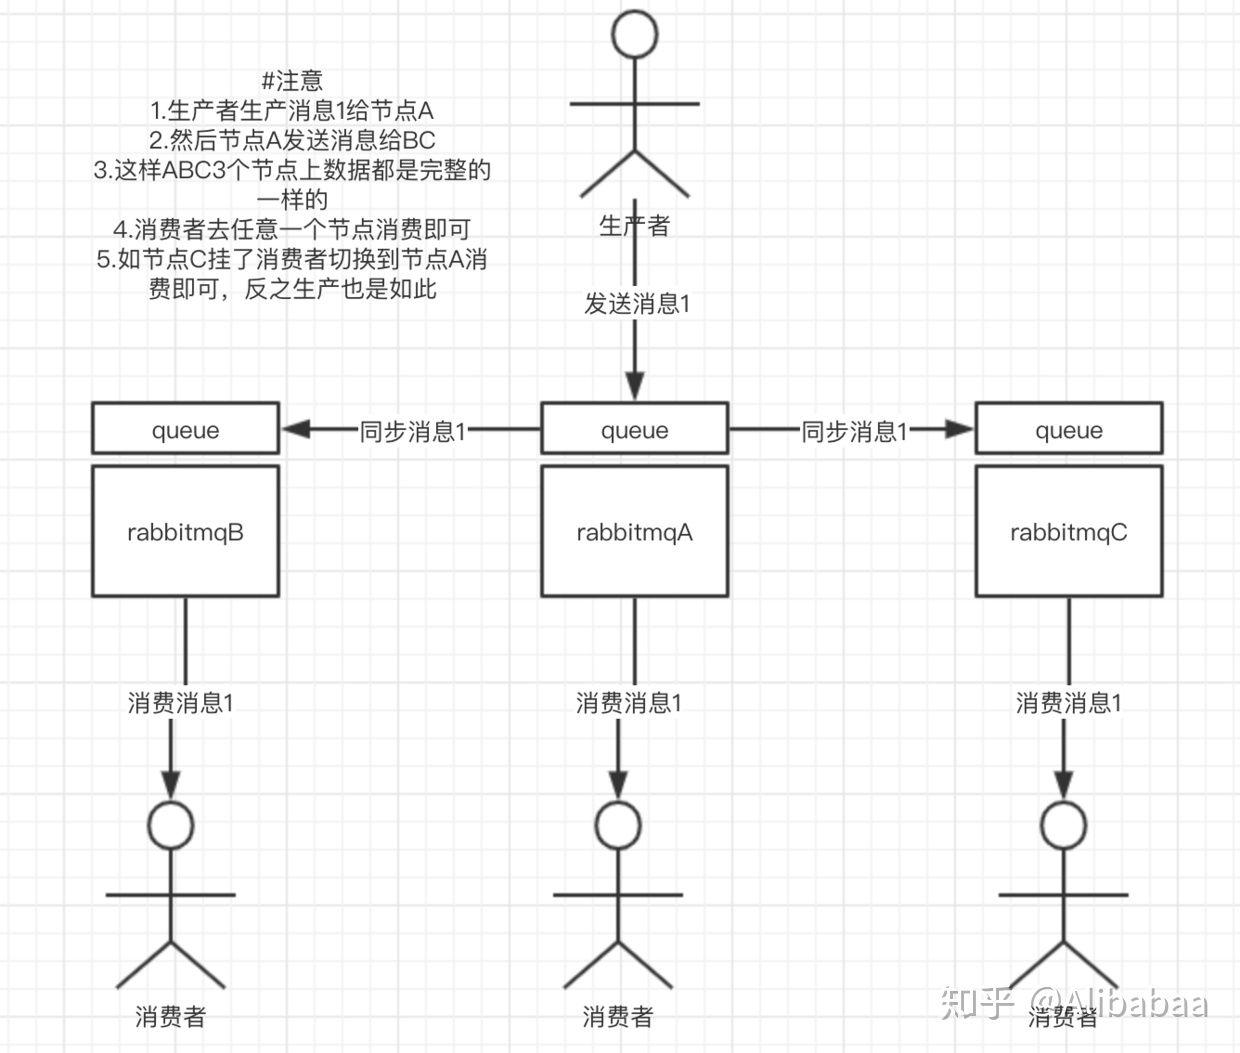 #注意
1.生产者生产消息1给节点A
2.然后节点A发送消息给BC
3.这样ABC3个节点上数据都是完整的
一样的
4.消费者去任意一个节点消费即可
5.如节点C挂了消费者切换到节点A消
费即可，反之生产也是如此
生产者
发送消息1
queue
同步消息1
queue
同步消息1
queue
rabbitmqB
rabbitmqA
rabbitmqC
消费消息1
消费消息1
消费消息1
消费者
消费者
消费者
知乎 @Alibabaa